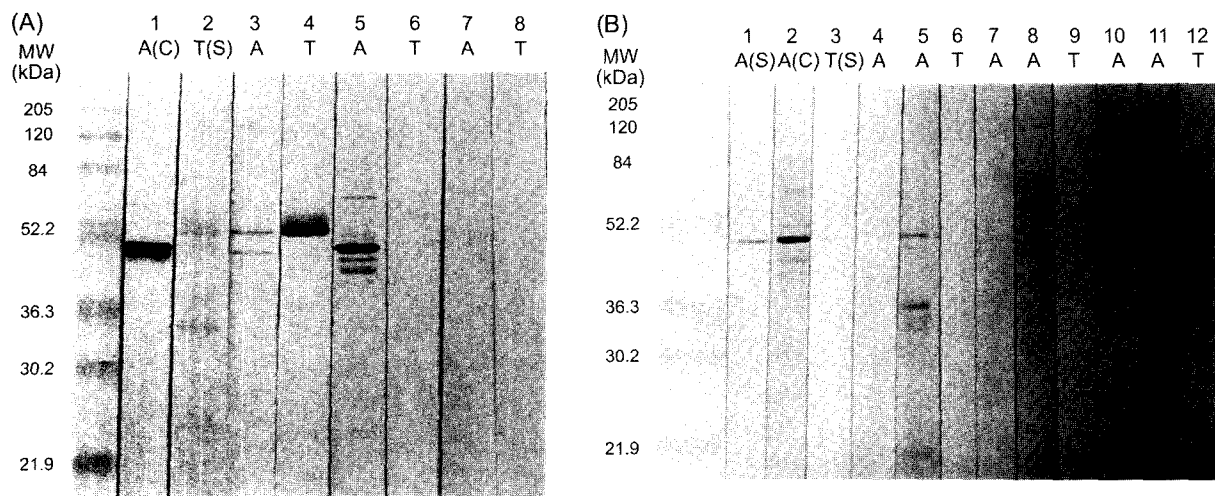 (A)
1 2 3 4 5 6 7 8
MW A(C) T(S) A T A T A T
(kDa)
205
120
84
52.2
36.3
30.2
21.9
(B)
1 2 3 4 5 6 7 8 9 10 11 12
MW A(S) A(C) T(S) A A T A A T A A T
(kDa)
205
120
84
52.2
36.3
30.2
21.9